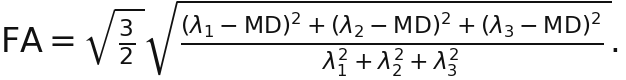 FA = √(3/2) √(((λ₁ − MD)² + (λ₂ − MD)² + (λ₃ − MD)²)/(λ₁² + λ₂² + λ₃²)).